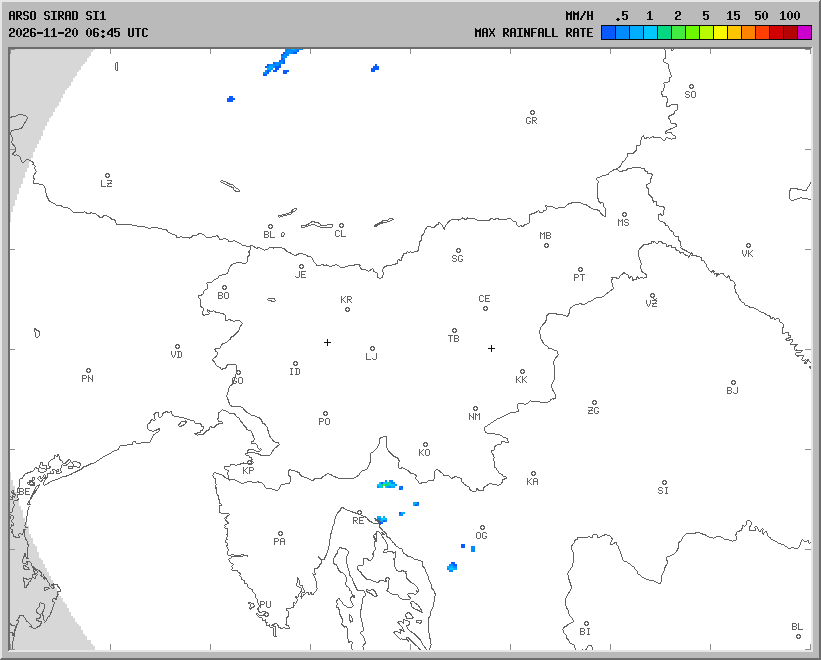 ARSO SIRAD SI1
2026-11-20 06:45 UTC
MM/H .5 1 2 5 15 50 100
MAX RAINFALL RATE
SO
GR
LZ
MS
BL
CL
MB
VK
SG
JE
PT
BO
KR
CE
VZ
TB
VD
LJ
ID
PN
GO
KK
BJ
ZG
NM
PO
KO
KP
KA
BE
SI
RE
OG
PA
PU
BI
BL